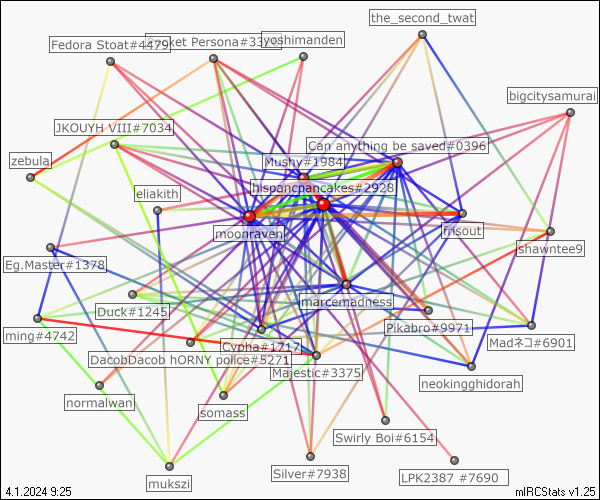 the_second_twat
Fedora Stoat#4479
ket Persona#33
oshimanden
bigcitysamurai
JKOUYH VIII#7034
Can anything be saved#0396
zebula
Mushy#1984
eliakith
hispancpancakes#2928
moonraven
frisout
shawntee9
Eg.Master#1378
marcemadness
Duck#1245
Pikabro#9971
ming#4742
Cypha#1717
Madネコ#6901
DacobDacob hORNY police#5271
Majestic#3375
neokingghidorah
normalwan
somass
Swirly Boi#6154
mukszi
Silver#7938
LPK2387 #7690
4.1.2024 9:25
mIRCStats v1.25